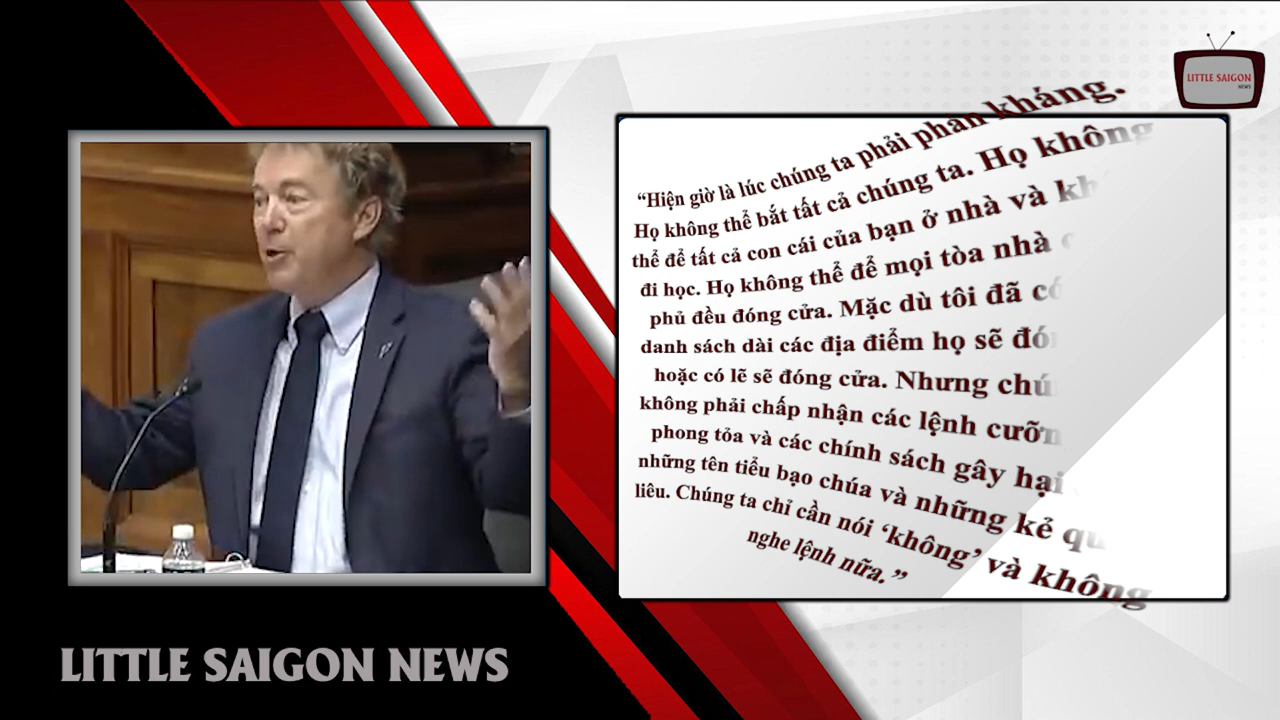 LITTLE SAIGON
NEWS
“Hiện giờ là lúc chúng ta phải phản kháng.
Họ không thể bắt tất cả chúng ta. Họ không
thể để tất cả con cái của bạn ở nhà và
đi học. Họ không thể để mọi tòa nhà
phủ đều đóng cửa. Mặc dù tôi đã có
danh sách dài các địa điểm họ sẽ
hoặc có lẽ sẽ đóng cửa. Nhưng
không phải chấp nhận các lệnh cưỡn
phong tỏa và các chính sách gây hại
những tên tiểu bạo chúa và những kẻ
liêu. Chúng ta chỉ cần nói ‘không’ và không
nghe lệnh nữa.”
LITTLE SAIGON NEWS